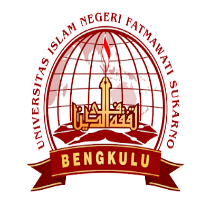 UNIVERSITAS ISLAM NEGERI FATMAWATI SUKARNO
BENGKULU